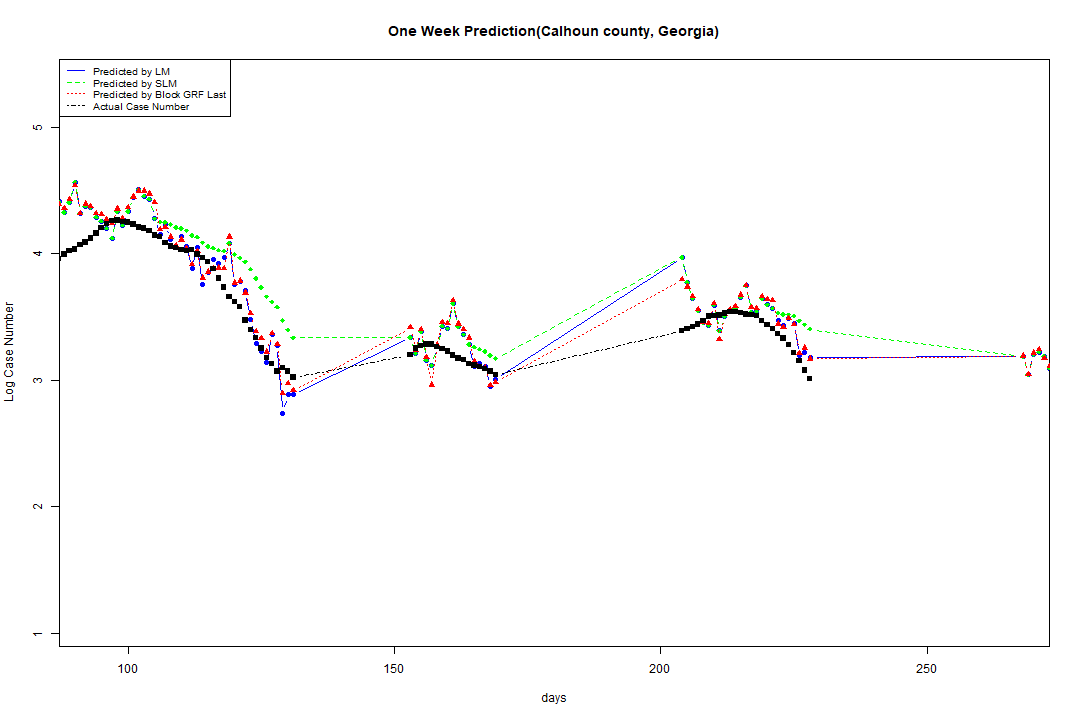 One Week Prediction(Calhoun county, Georgia)
Predicted by LM
Predicted by SLM
Predicted by Block GRF Last
Actual Case Number
Log Case Number
5
4
3
2
1
100
150
200
250
days